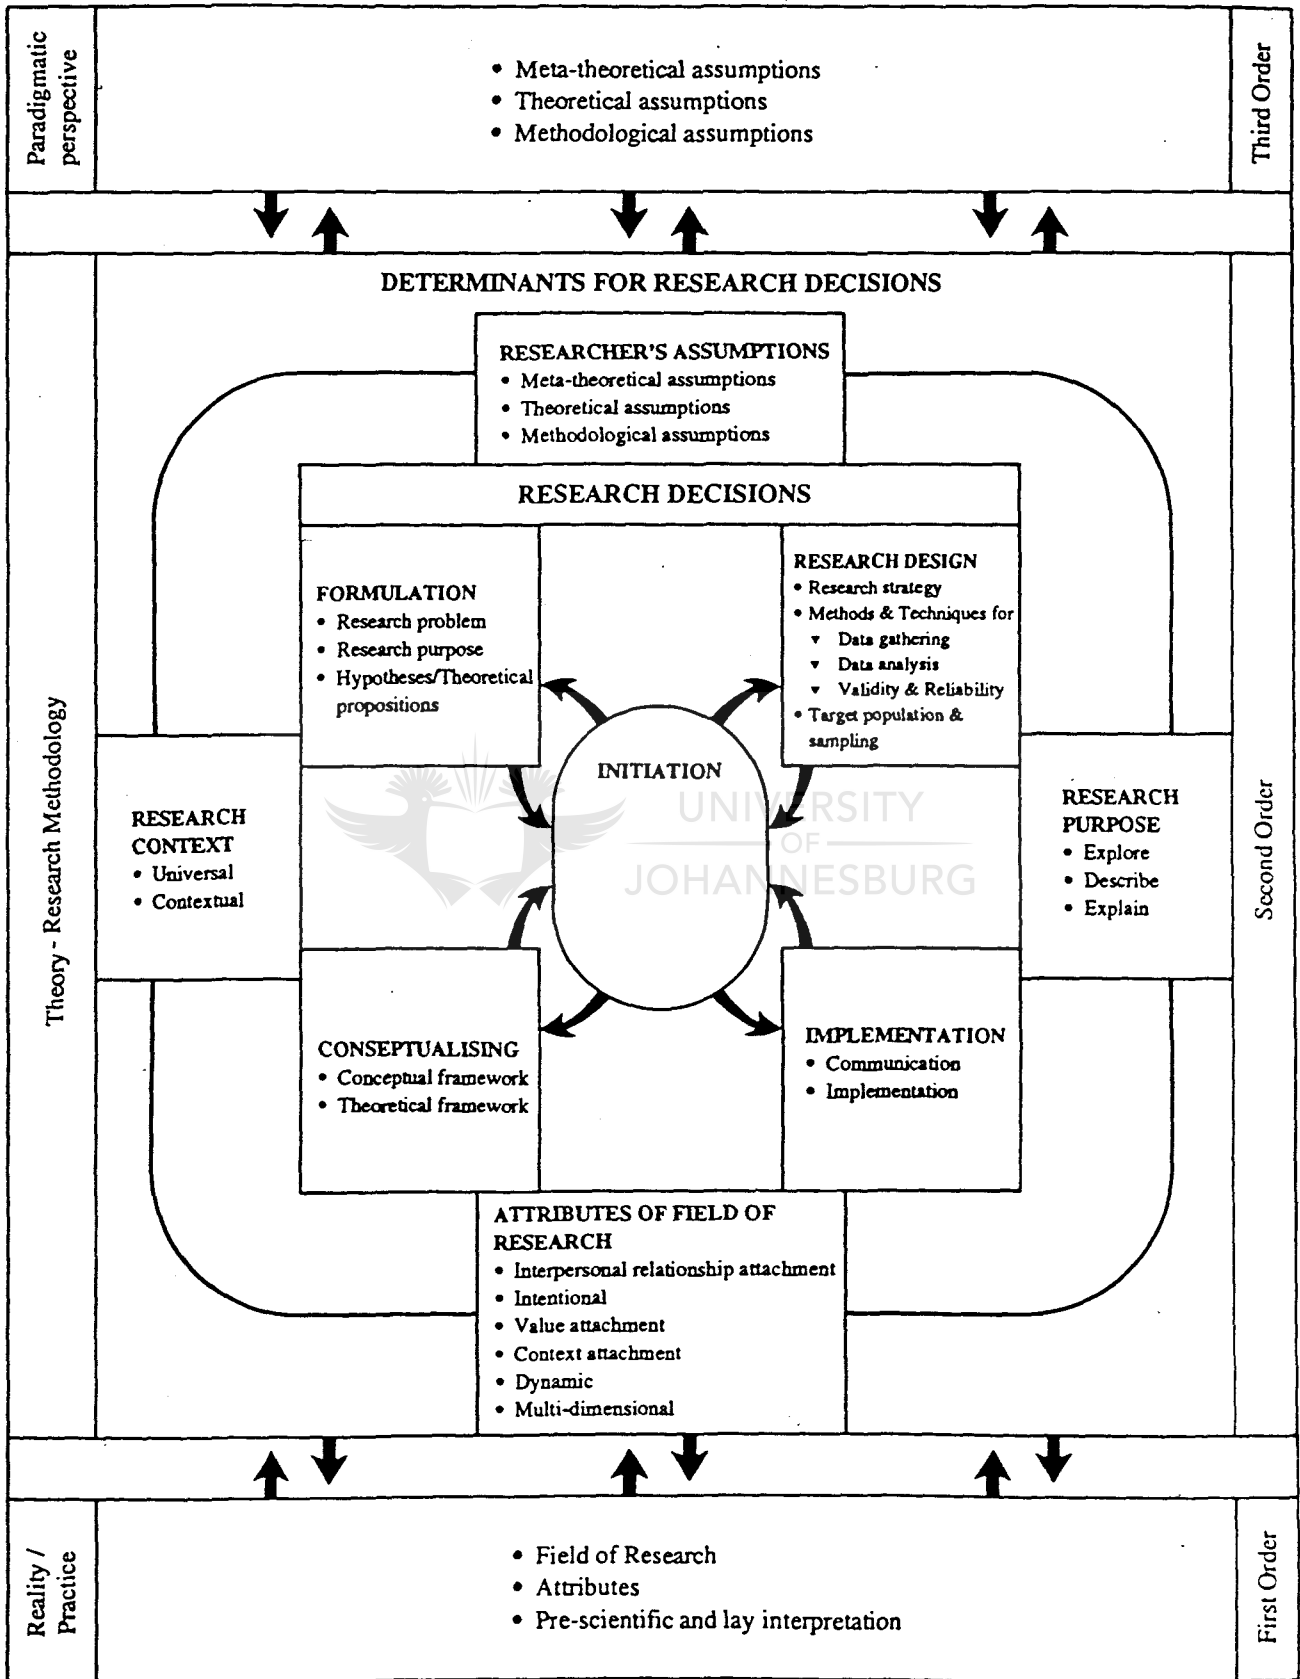 Paradigmatic
perspective
• Meta-theoretical assumptions
• Theoretical assumptions
• Methodological assumptions
Third Order
DETERMINANTS FOR RESEARCH DECISIONS
RESEARCHER'S ASSUMPTIONS
• Meta-theoretical assumptions
• Theoretical assumptions
• Methodological assumptions
RESEARCH DECISIONS
FORMULATION
• Research problem
• Research purpose
• Hypotheses/Theoretical
propositions
RESEARCH DESIGN
• Research strategy
• Methods & Techniques for
▾ Data gathering
▾ Data analysis
▾ Validity & Reliability
• Target population &
sampling
INITIATION
Theory - Research Methodology
RESEARCH
CONTEXT
• Universal
• Contextual
UNIVERSITY
OF
JOHANNESBURG
RESEARCH
PURPOSE
• Explore
• Describe
• Explain
Second Order
CONSEPTUALISING
• Conceptual framework
• Theoretical framework
IMPLEMENTATION
• Communication
• Implementation
ATTRIBUTES OF FIELD OF
RESEARCH
• Interpersonal relationship attachment
• Intentional
• Value attachment
• Context attachment
• Dynamic
• Multi-dimensional
Reality /
Practice
• Field of Research
• Attributes
• Pre-scientific and lay interpretation
First Order